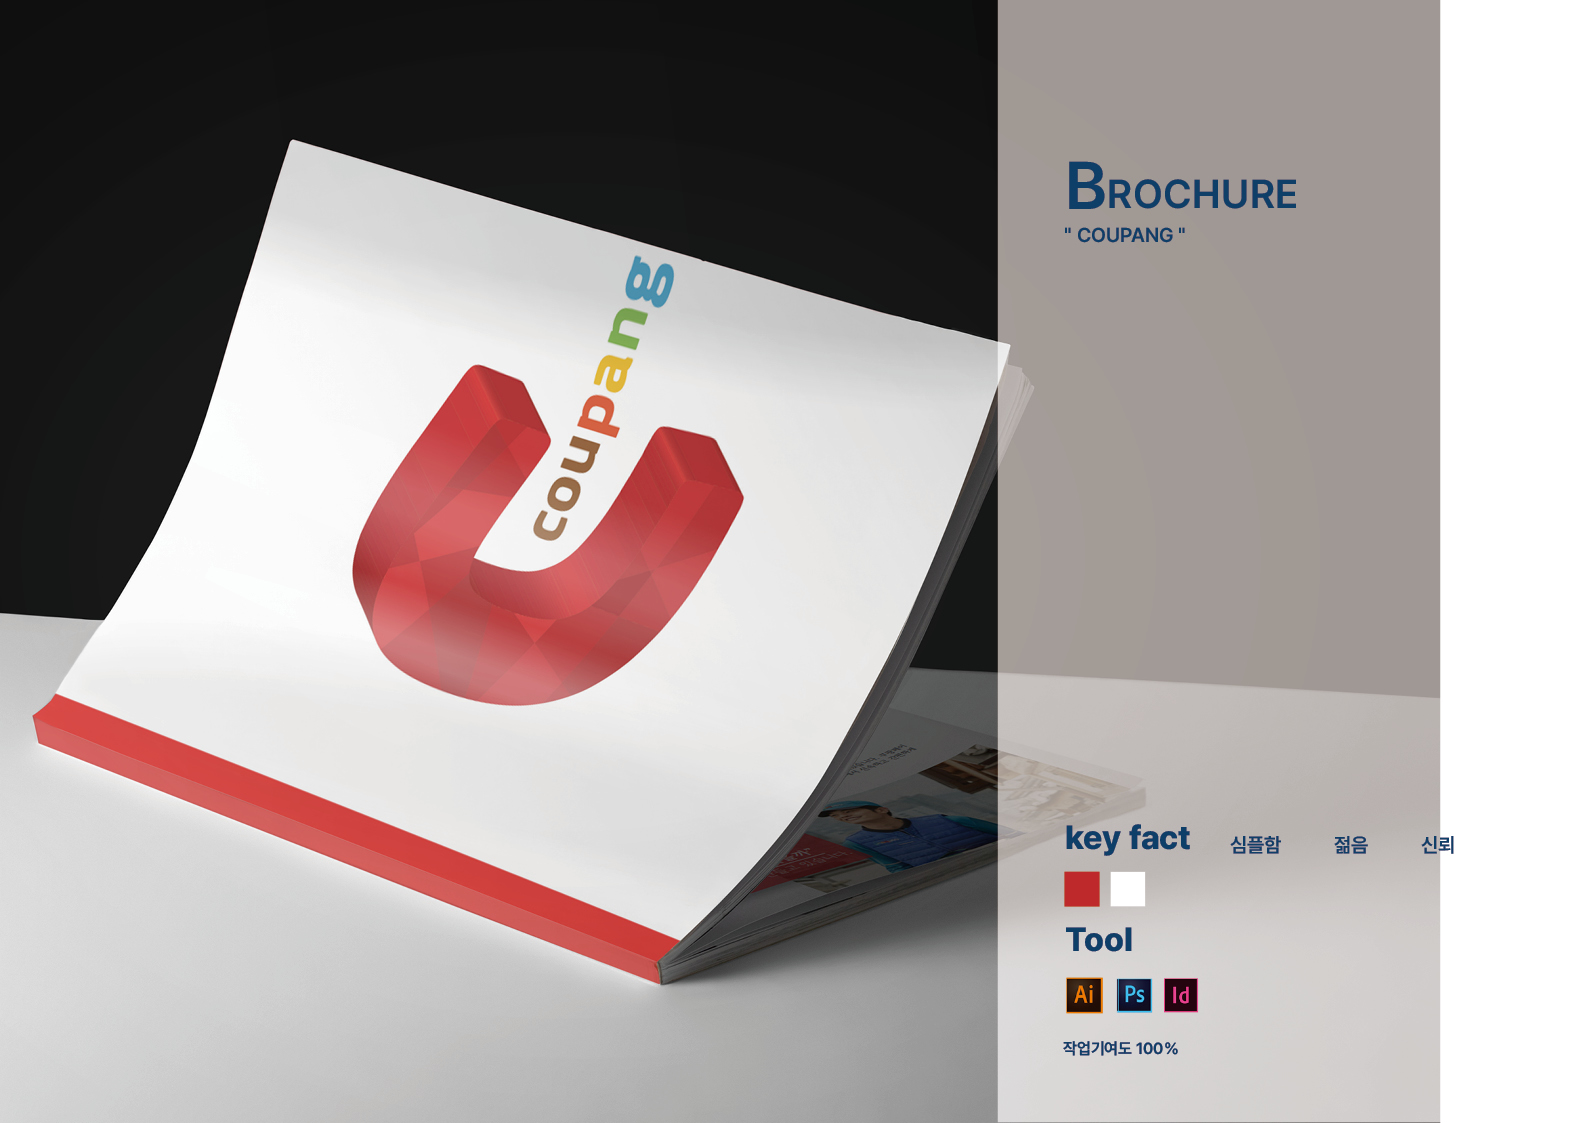 coupang
BROCHURE
" COUPANG "
key fact 심플함 젊음 신뢰
Tool
Ai Ps Id
작업기여도 100%